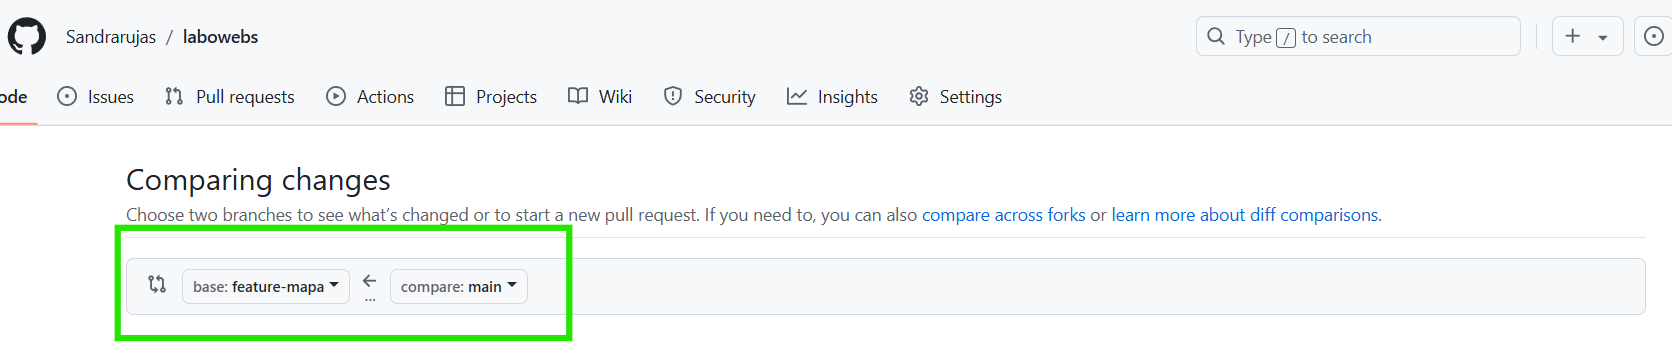 Sandrarujas / labowebs
Type / to search
ode Issues Pull requests Actions Projects Wiki Security Insights Settings
Comparing changes
Choose two branches to see what's changed or to start a new pull request. If you need to, you can also compare across forks or learn more about diff comparisons.
base: feature-mapa ... compare: main